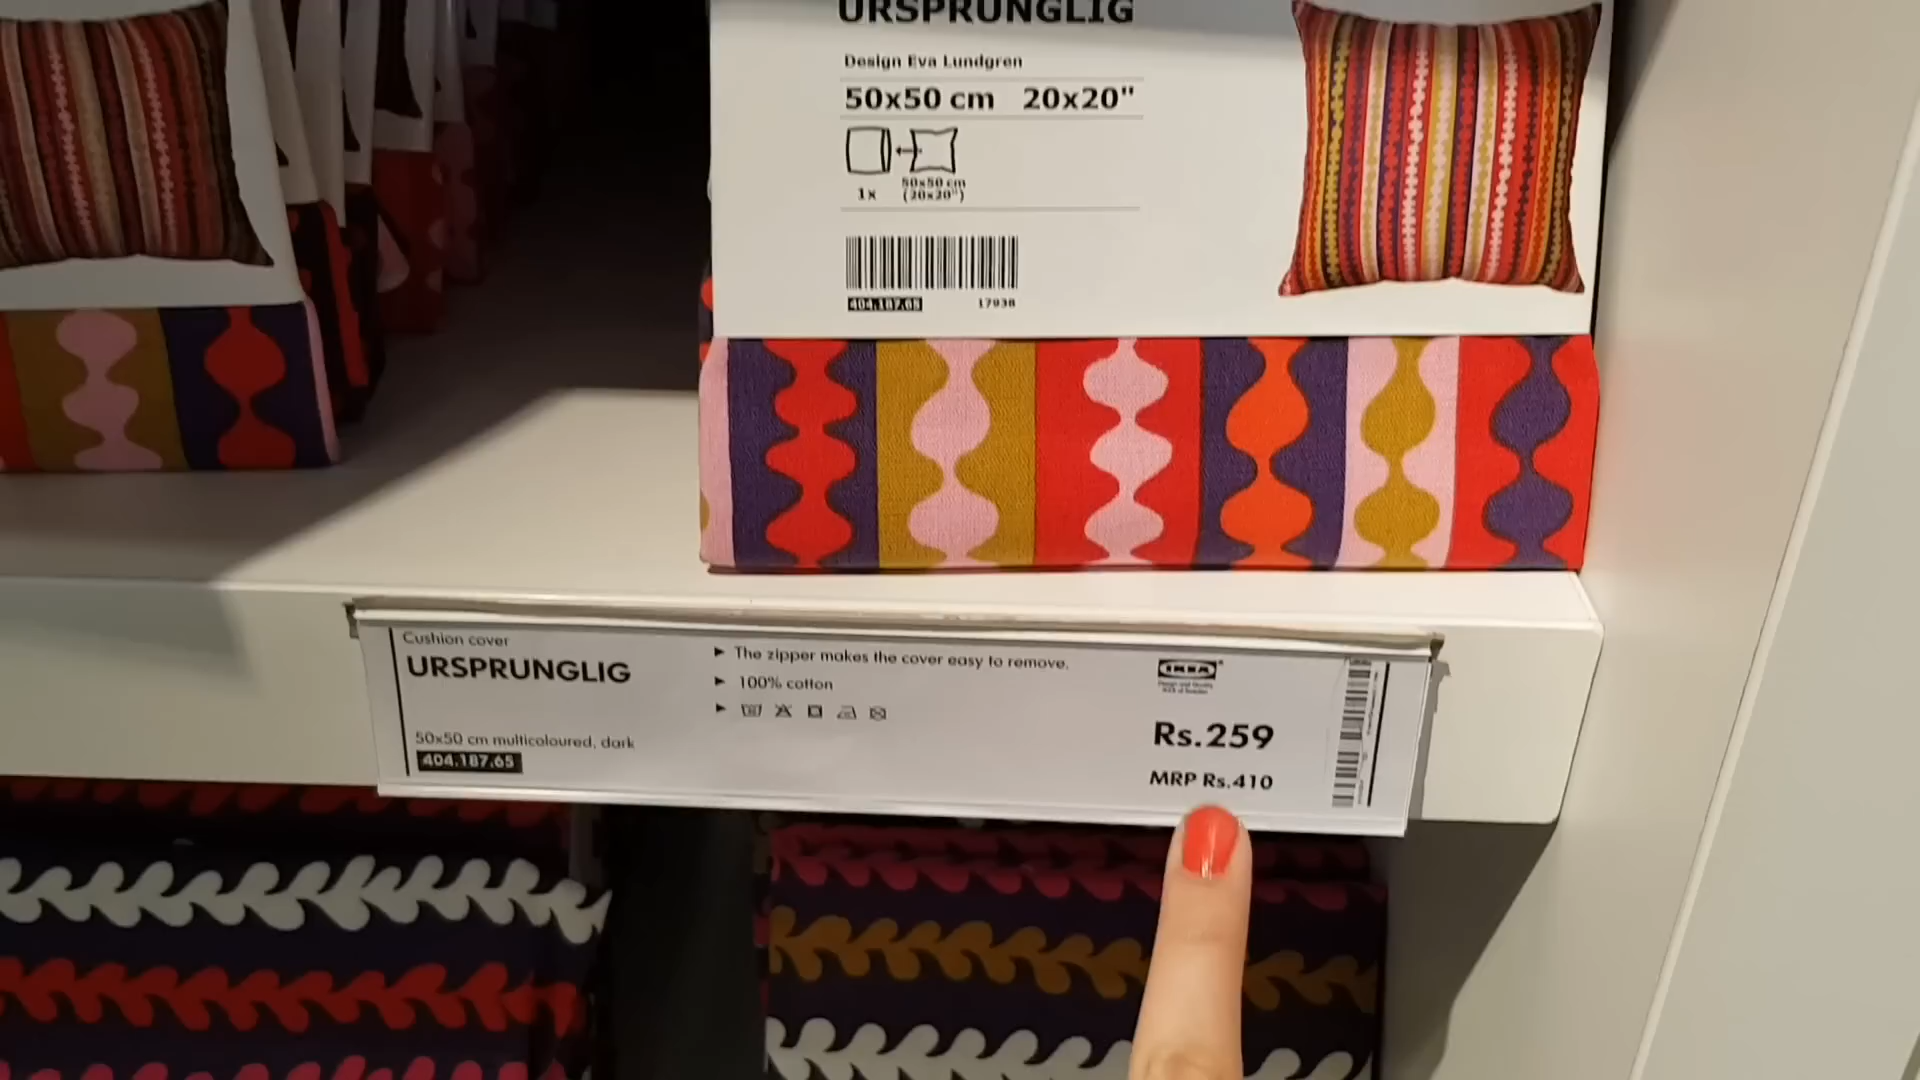 URSPRUNGLIG
Design Eva Lundgren
50x50 cm 20x20"
1x
50x50 cm
(20x20")
404.187.65
17938
Cushion cover
URSPRUNGLIG
50x50 cm multicoloured, dark
404.187.65
► The zipper makes the cover easy to remove.
► 100% cotton
►
IKEA
Rs.259
MRP Rs.410